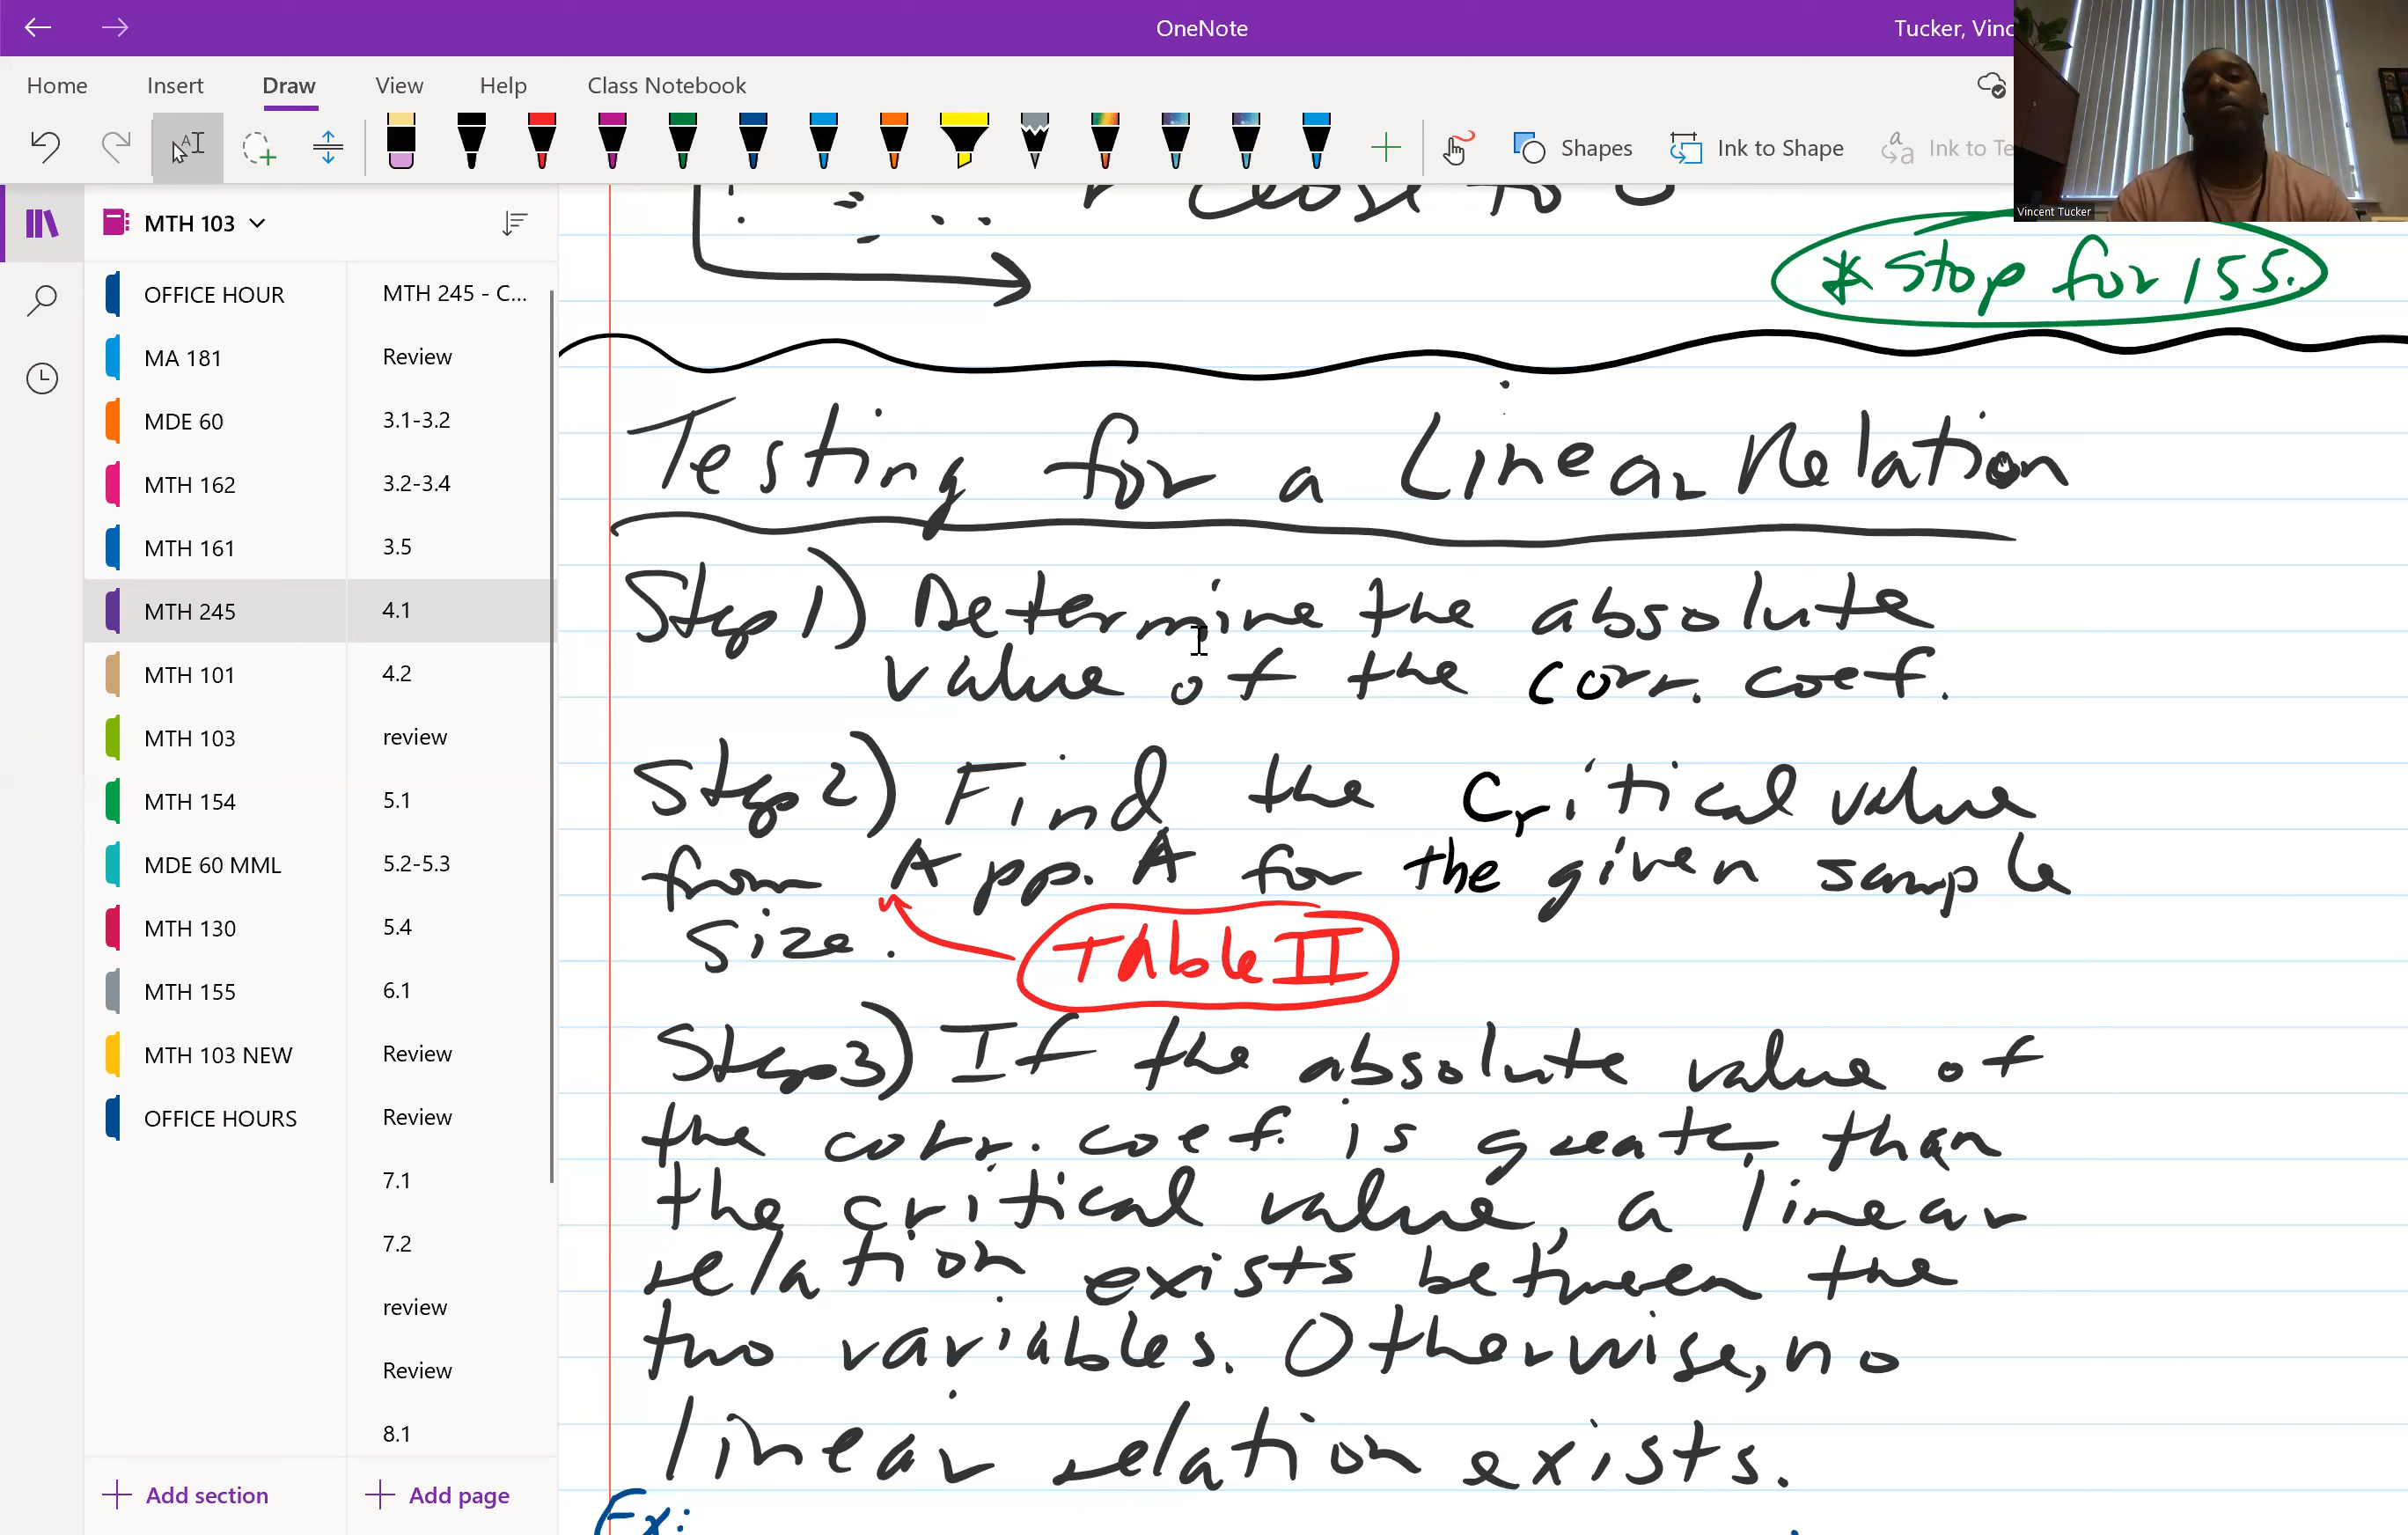 OneNote
Tucker, Vinc
Home Insert Draw View Help Class Notebook
Shapes Ink to Shape Ink to Te
Vincent Tucker
MTH 103
OFFICE HOUR
MA 181
MDE 60
MTH 162
MTH 161
MTH 245
MTH 101
MTH 103
MTH 154
MDE 60 MML
MTH 130
MTH 155
MTH 103 NEW
OFFICE HOURS
Add section
MTH 245 - C...
Review
3.1-3.2
3.2-3.4
3.5
4.1
4.2
review
5.1
5.2-5.3
5.4
6.1
Review
Review
7.1
7.2
review
Review
8.1
Add page
r close to 0
* Stop for 155.
Testing for a Linear Relation
Step 1) Determine the absolute
value of the corr. coef.
Step 2) Find the Critical value
from App. A for the given sample
size.
Table II
Step 3) If the absolute value of
the corr. coef. is greater than
the critical value, a linear
relation exists between the
two variables. Otherwise, no
linear relation exists.
Ex: